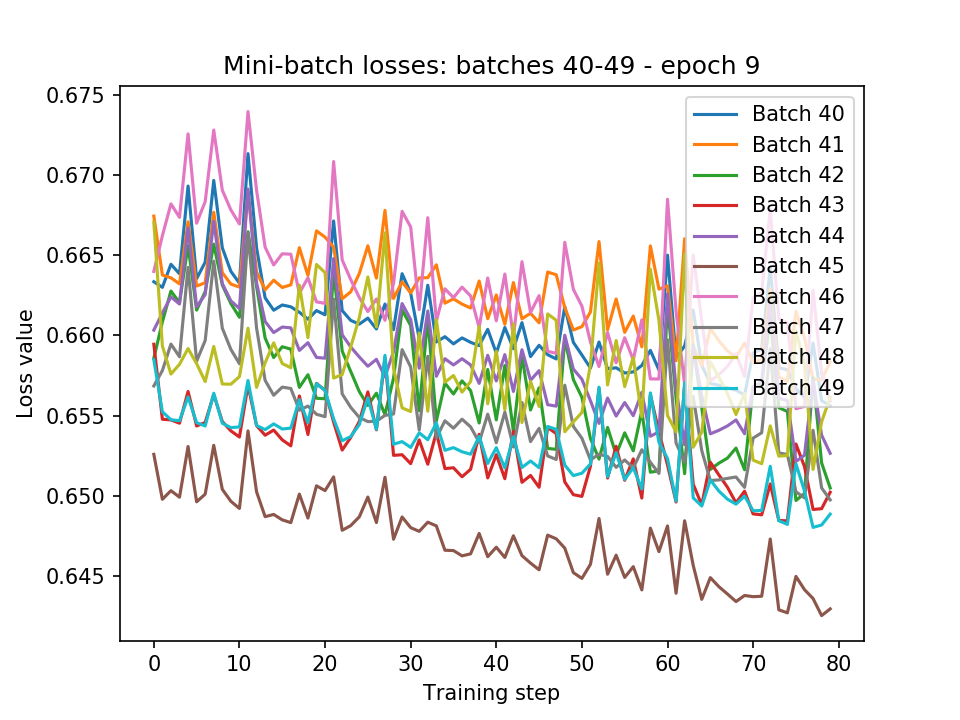 Mini-batch losses: batches 40-49 - epoch 9
0.675
0.670
0.665
0.660
0.655
0.650
0.645
Loss value
0
10
20
30
40
50
60
70
80
Training step
Batch 40
Batch 41
Batch 42
Batch 43
Batch 44
Batch 45
Batch 46
Batch 47
Batch 48
Batch 49